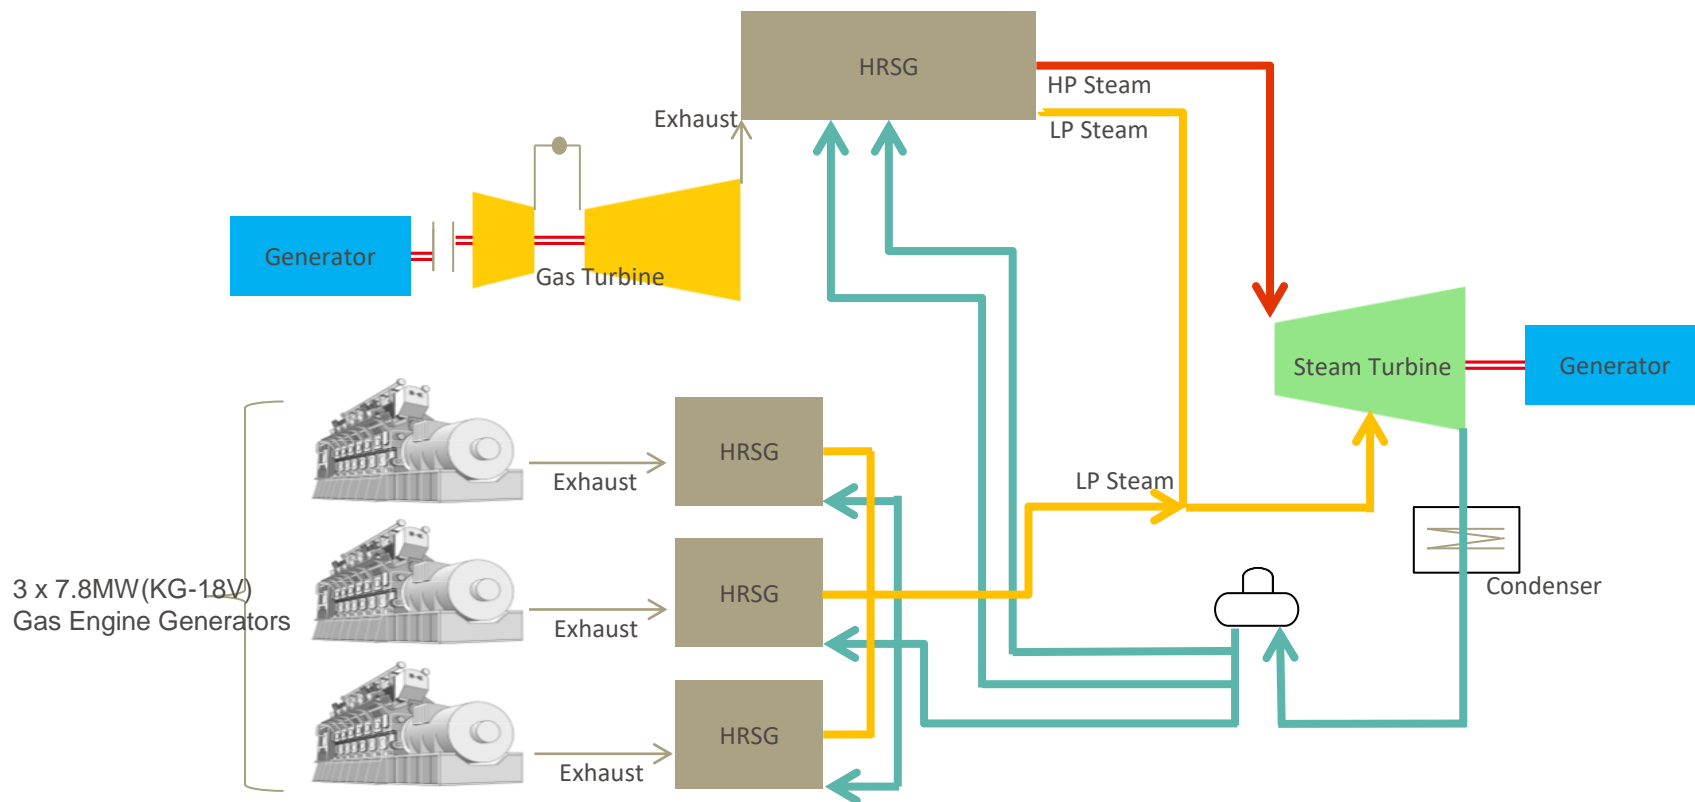 HRSG
HP Steam
LP Steam
Exhaust
Generator
Gas Turbine
Steam Turbine
Generator
HRSG
Exhaust
LP Steam
Condenser
3 x 7.8MW(KG-18V)
Gas Engine Generators
HRSG
Exhaust
HRSG
Exhaust